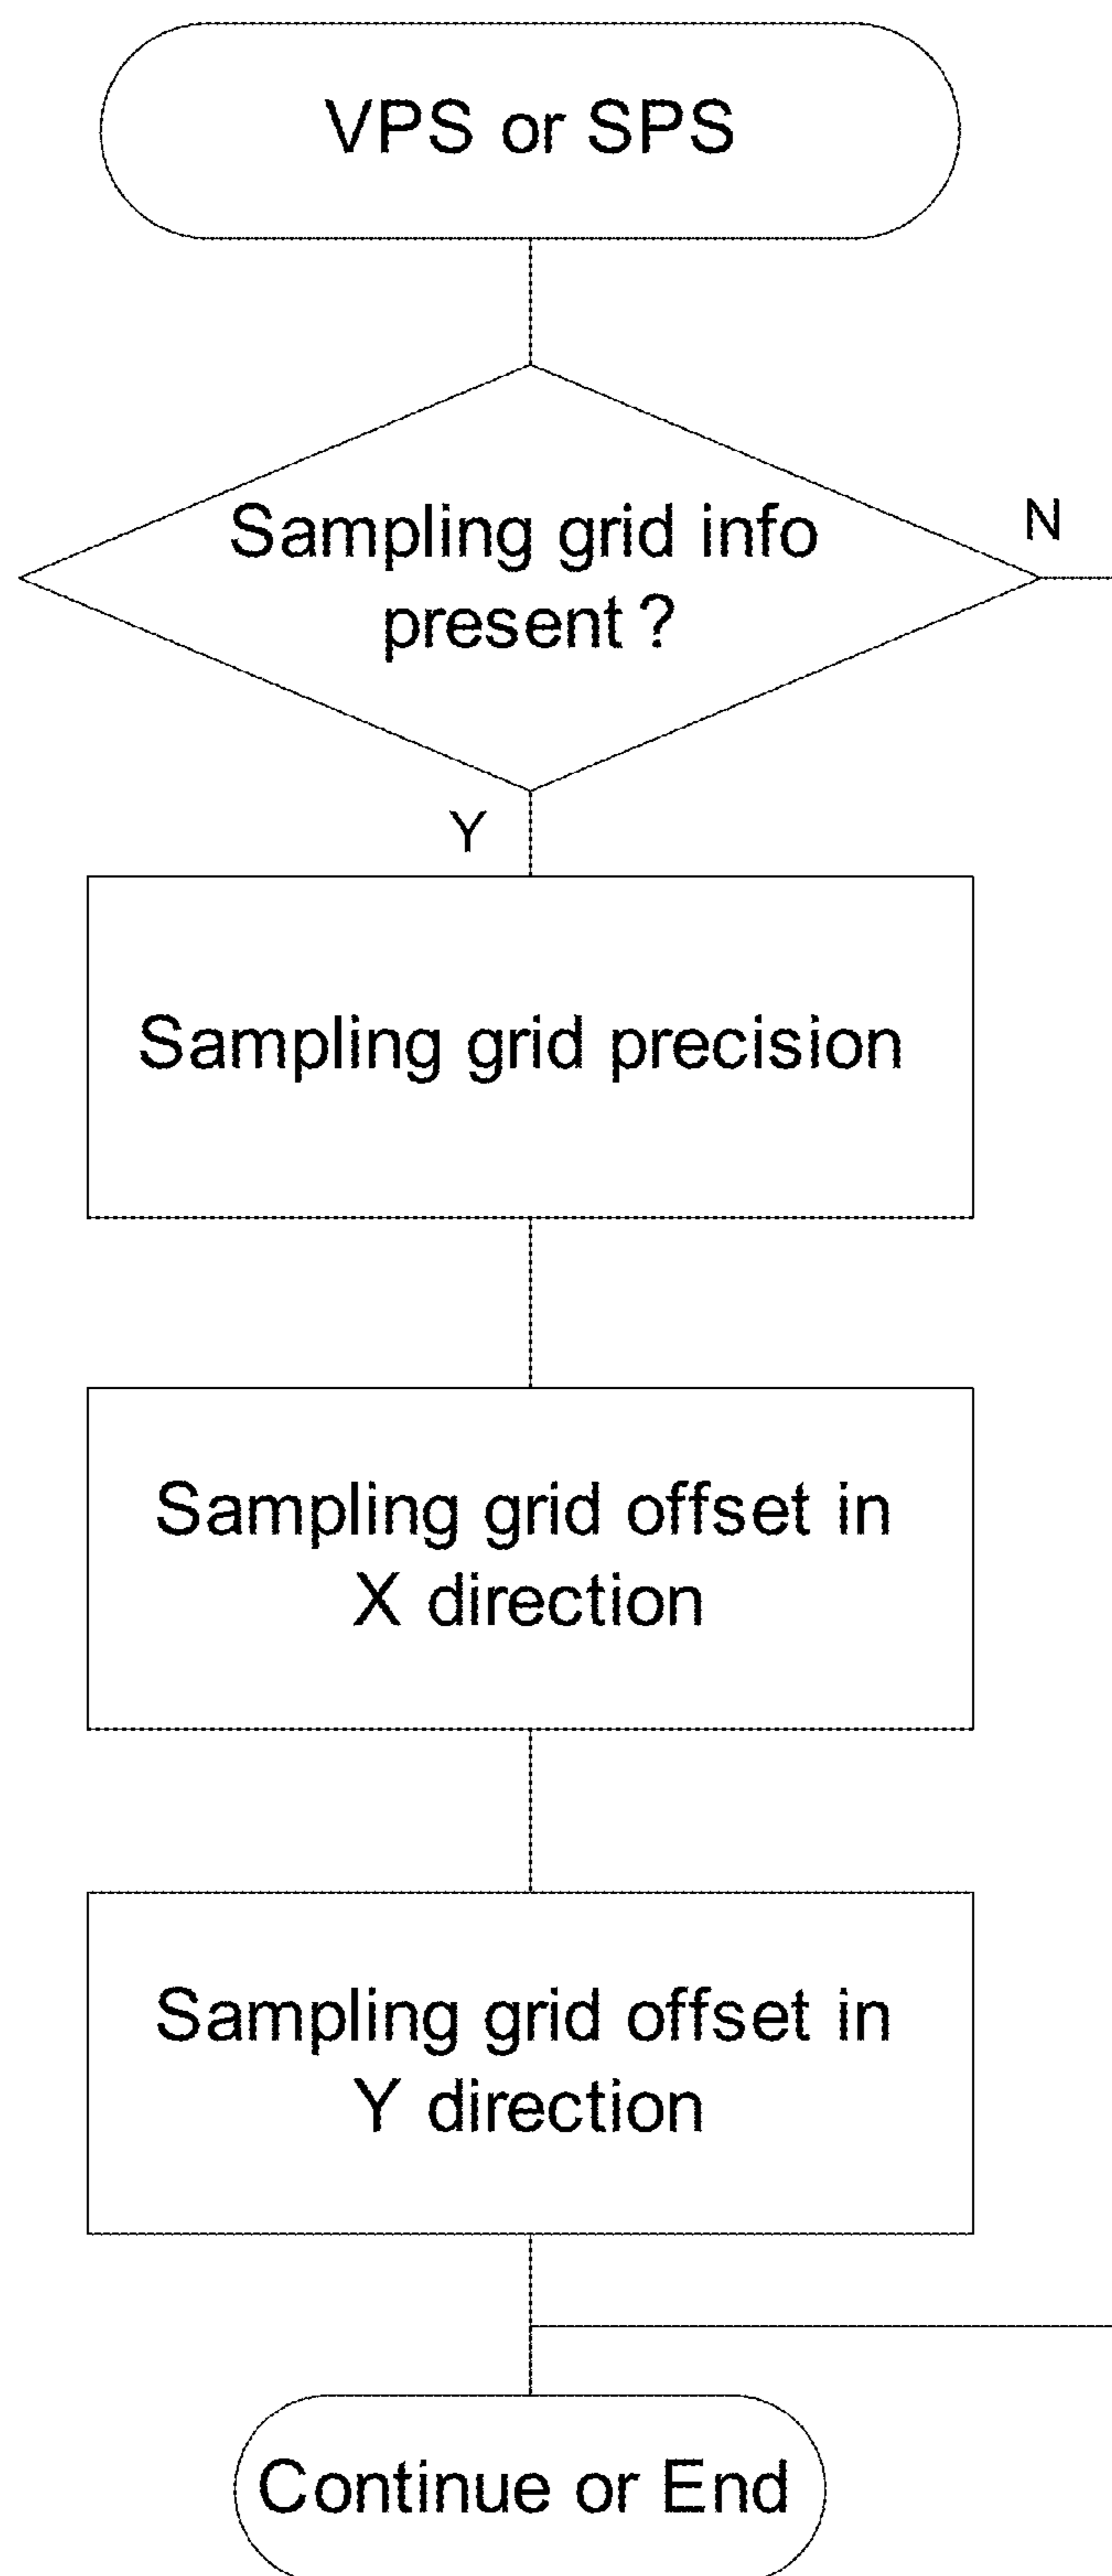 VPS or SPS
Sampling grid info
present ?
N
Y
Sampling grid precision
Sampling grid offset in
X direction
Sampling grid offset in
Y direction
Continue or End